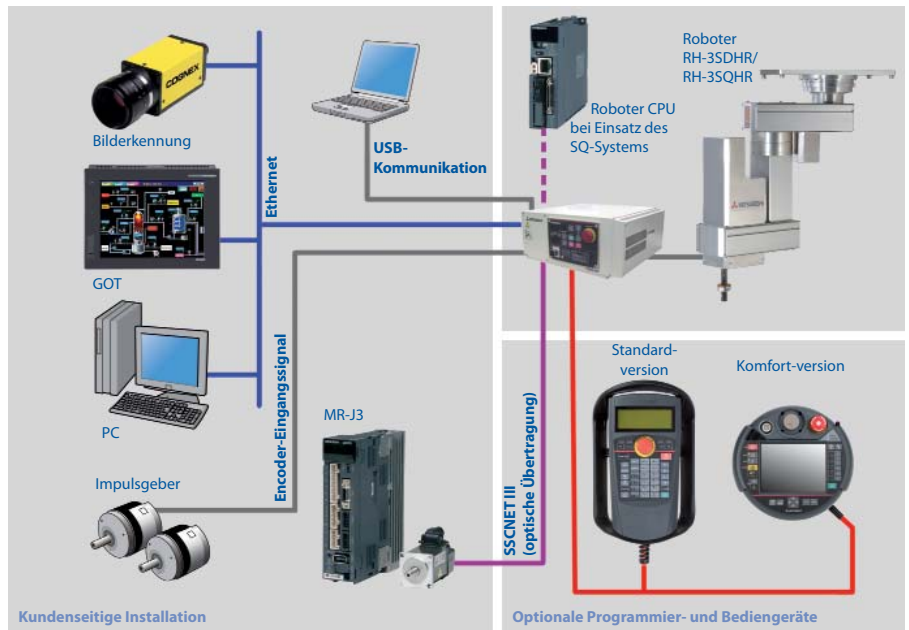 COGNEX
Bilderkennung
GOT
PC
Impulsgeber
Ethernet
Encoder-Eingangssignal
USB-
Kommunikation
MR-J3
SSCNET III
(optische Übertragung)
Roboter CPU
bei Einsatz des
SQ-Systems
Roboter
RH-3SDHR/
RH-3SQHR
Standard-
version
Komfort-version
Kundenseitige Installation
Optionale Programmier- und Bediengeräte